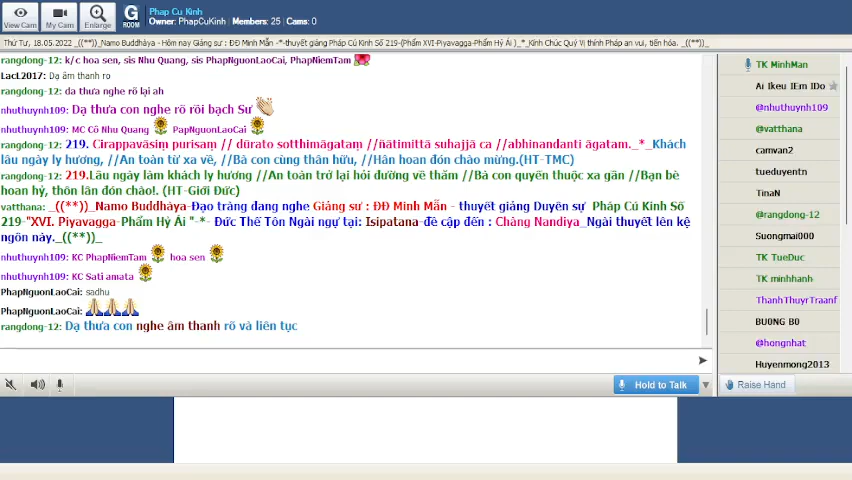 Phap Cu Kinh
Owner: PhapCuKinh | Members: 25 | Cams: 0
View Cam
My Cam
Enlarge
G
ROOM
Thứ Tư, 18.05.2022 _((**))_Namo Buddhàya - Hôm nay Giảng sư : ĐĐ Minh Mẫn -*-thuyết giảng Pháp Cú Kinh Số 219-(Phẩm XVI-Piyavagga-Phẩm Hỷ Ái )_*_Kính Chúc Quý Vị thính Pháp an vui, tiến hóa. _((**))_
rangdong-12: k/c hoa sen, sis Nhu Quang, sis PhapNguonLaoCai, PhapNiemTam
LacL2017: Dạ âm thanh ro
rangdong-12: da thưa nghe rõ lại ah
nhuthuynh109: Dạ thưa con nghe rõ rồi bạch Sư
nhuthuynh109: MC Cô Nhu Quang PapNguonLaoCai
rangdong-12: 219. Cirappavāsiṃ purisaṃ // dūrato sotthimāgataṃ //ñātimittā suhajjā ca //abhinandanti āgataṃ._*_Khách
lâu ngày ly hương, //An toàn từ xa về, //Bà con cùng thân hữu, //Hân hoan đón chào mừng.(HT-TMC)
rangdong-12: 219.Lâu ngày làm khách ly hương //An toàn trở lại hỏi dường về thăm //Bà con quyến thuộc xa gần //Bạn bè
hoan hỷ, thôn lân đón chào!. (HT-Giới Đức)
vatthana: _((**))_Namo Buddhàya-Đạo tràng đang nghe Giảng sư : ĐĐ Minh Mẫn - thuyết giảng Duyên sự Pháp Cú Kinh Số
219-"XVI. Piyavagga-Phẩm Hỷ Ái "-*- Đức Thế Tôn Ngài ngự tại: Isipatana-đề cập đến : Chàng Nandiya_Ngài thuyết lên kệ
ngôn này._((**))_
nhuthuynh109: KC PhapNiemTam hoa sen
nhuthuynh109: KC Sati amata
PhapNguonLaoCai: sadhu
PhapNguonLaoCai:
rangdong-12: Dạ thưa con nghe âm thanh rõ và liên tục
Hold to Talk
TK MinhMan
Ai Ikeu IEm IDo
@nhuthuynh109
@vatthana
camvan2
tueduyentn
TinaN
@rangdong-12
Suongmai000
TK TueDuc
TK minhhanh
ThanhThuyrTraanf
BU0NG B0
@hongnhat
Huyenmong2013
Raise Hand